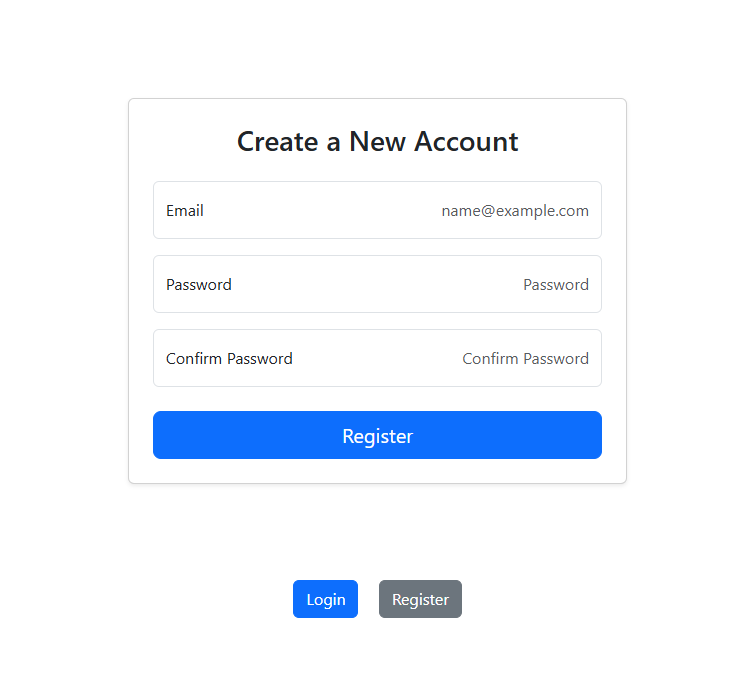 Create a New Account
Email name@example.com
Password Password
Confirm Password Confirm Password
Register
Login Register